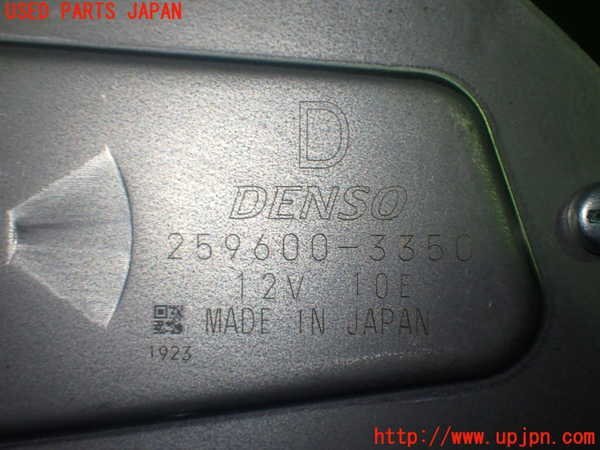 USED PARTS JAPAN
D
DENSO
259600-3350
12V 10E
MADE IN JAPAN
1923
http://www.upjpn.com/